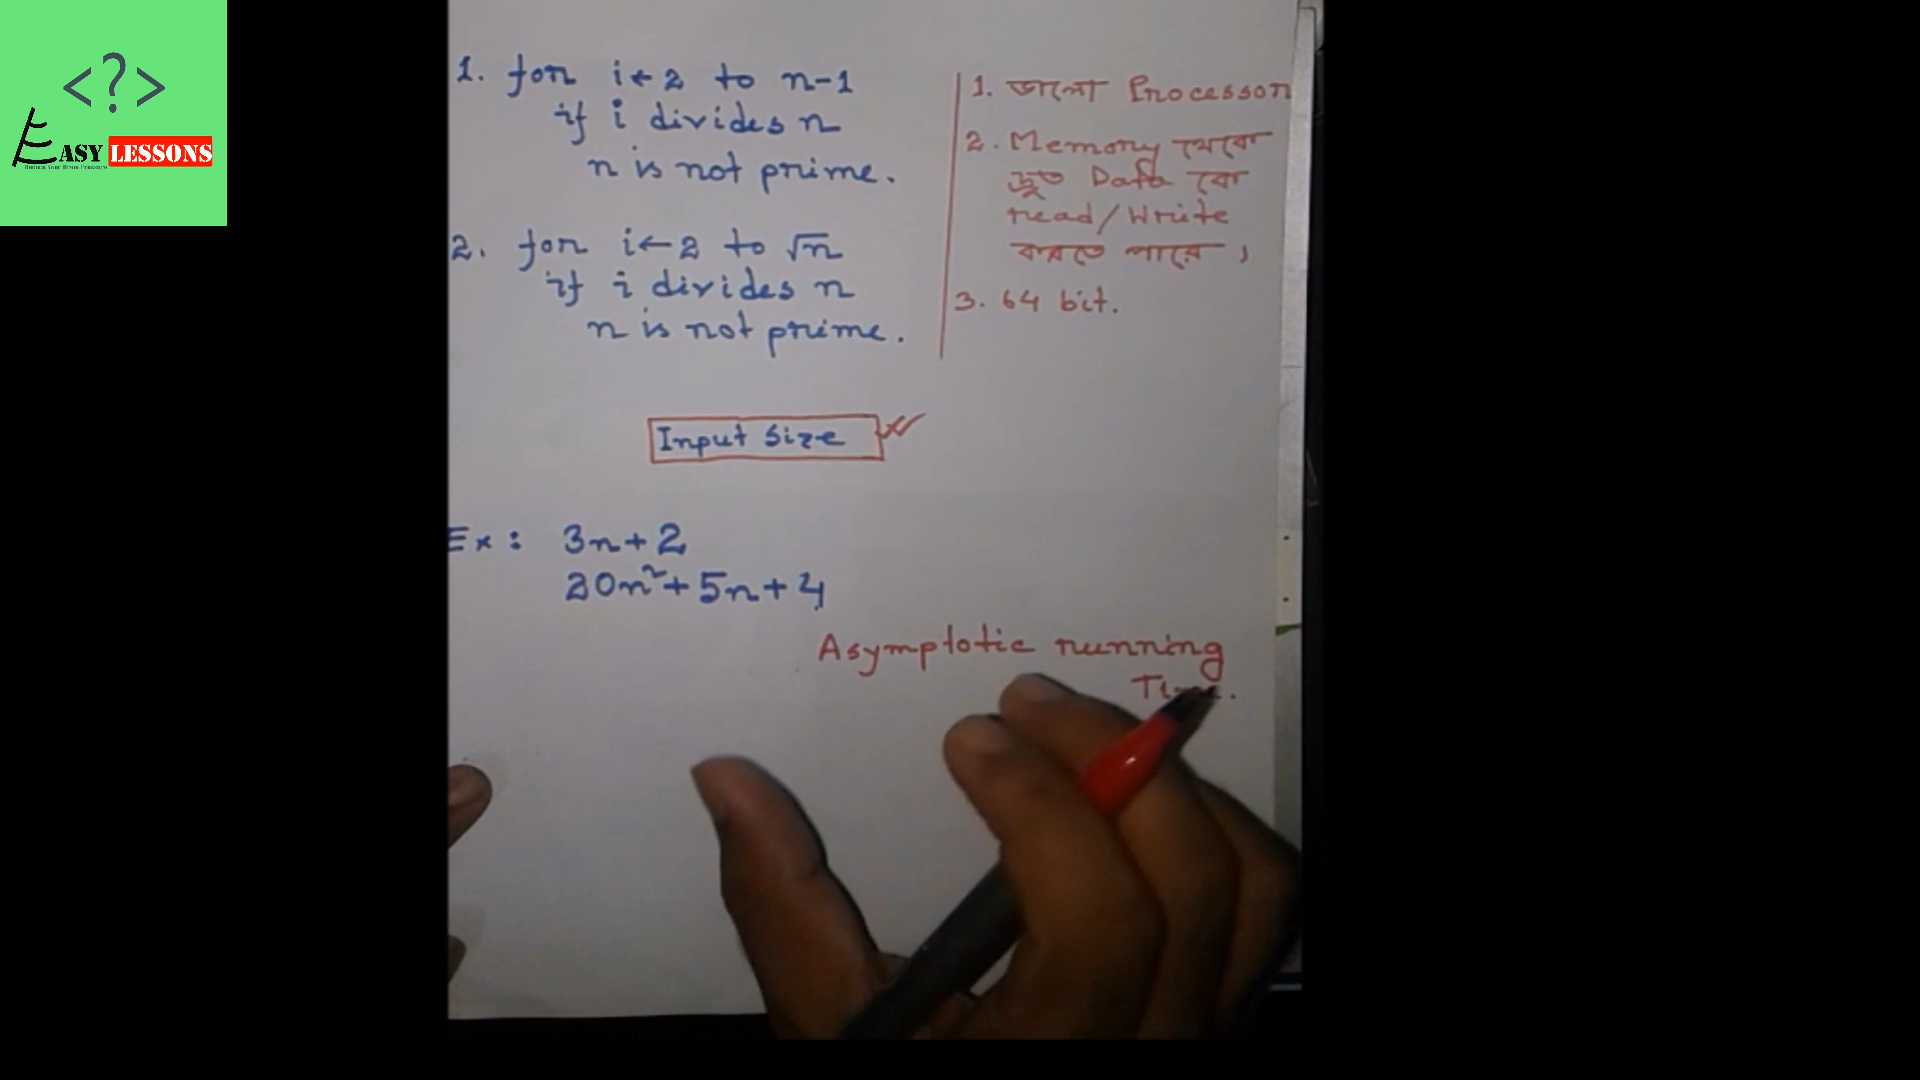 <?>
EASY LESSONS
1. for i←2 to n-1
if i divides n
n is not prime.
2. for i←2 to √n
if i divides n
n is not prime.
1. ভালো Processor
2. Memory থেকে
দ্রুত Data কে
read/write
করতে পারে,
3. 64 bit.
Input Size
Ex: 3n+2
20n²+5n+4
Asymptotic running
Time.